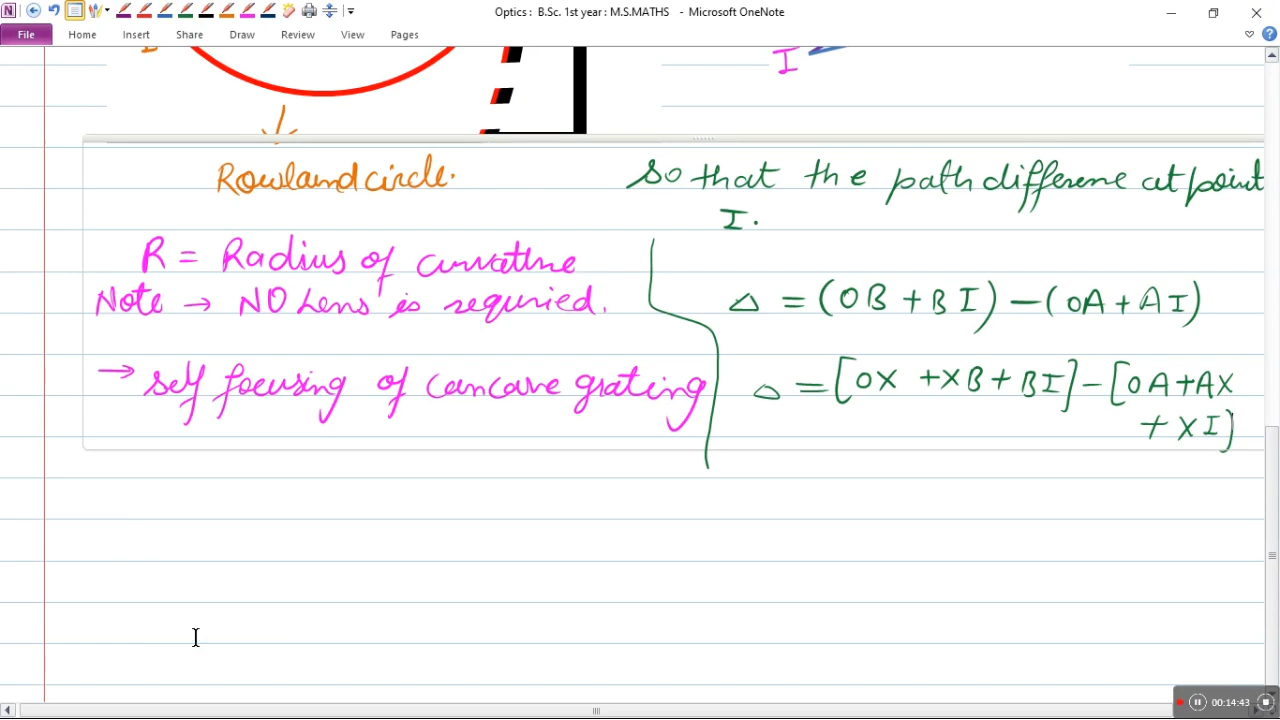 Optics : B.Sc. 1st year : M.S.MATHS - Microsoft OneNote
File Home Insert Share Draw Review View Pages
I
Rowland circle.
R = Radius of curvature
Note → NO Lens is requried.
→ self focusing of concave grating
so that the path difference at point
I.
Δ = (OB + BI) - (OA + AI)
Δ = [OX + XB + BI] - [OA + AX
+ XI]
00:14:43